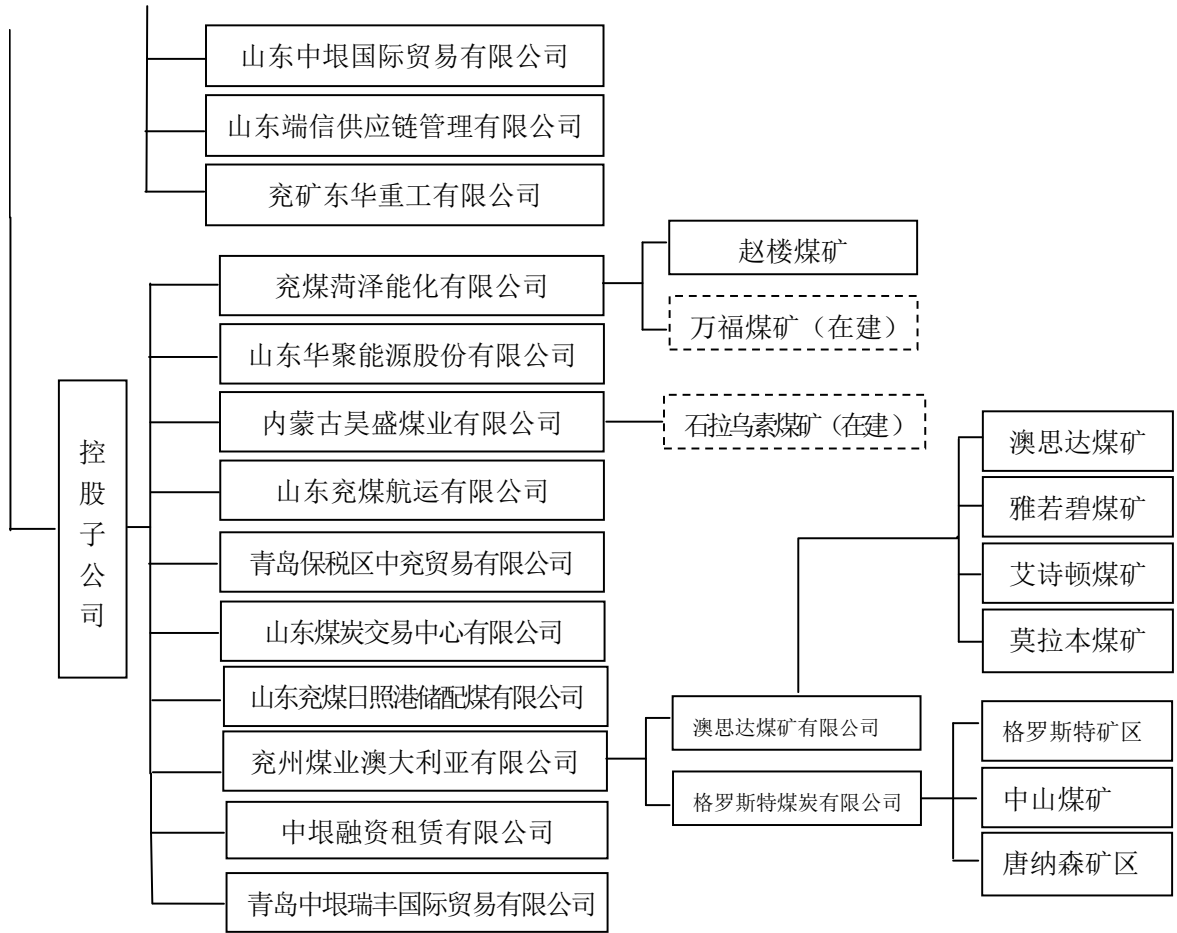 山东中垠国际贸易有限公司
山东端信供应链管理有限公司
兖矿东华重工有限公司
控股子公司
兖煤菏泽能化有限公司
赵楼煤矿
万福煤矿（在建）
山东华聚能源股份有限公司
内蒙古昊盛煤业有限公司
石拉乌素煤矿（在建）
山东兖煤航运有限公司
青岛保税区中兖贸易有限公司
山东煤炭交易中心有限公司
山东兖煤日照港储配煤有限公司
兖州煤业澳大利亚有限公司
澳思达煤矿有限公司
澳思达煤矿
雅若碧煤矿
艾诗顿煤矿
莫拉本煤矿
格罗斯特煤炭有限公司
格罗斯特矿区
中山煤矿
唐纳森矿区
中垠融资租赁有限公司
青岛中垠瑞丰国际贸易有限公司